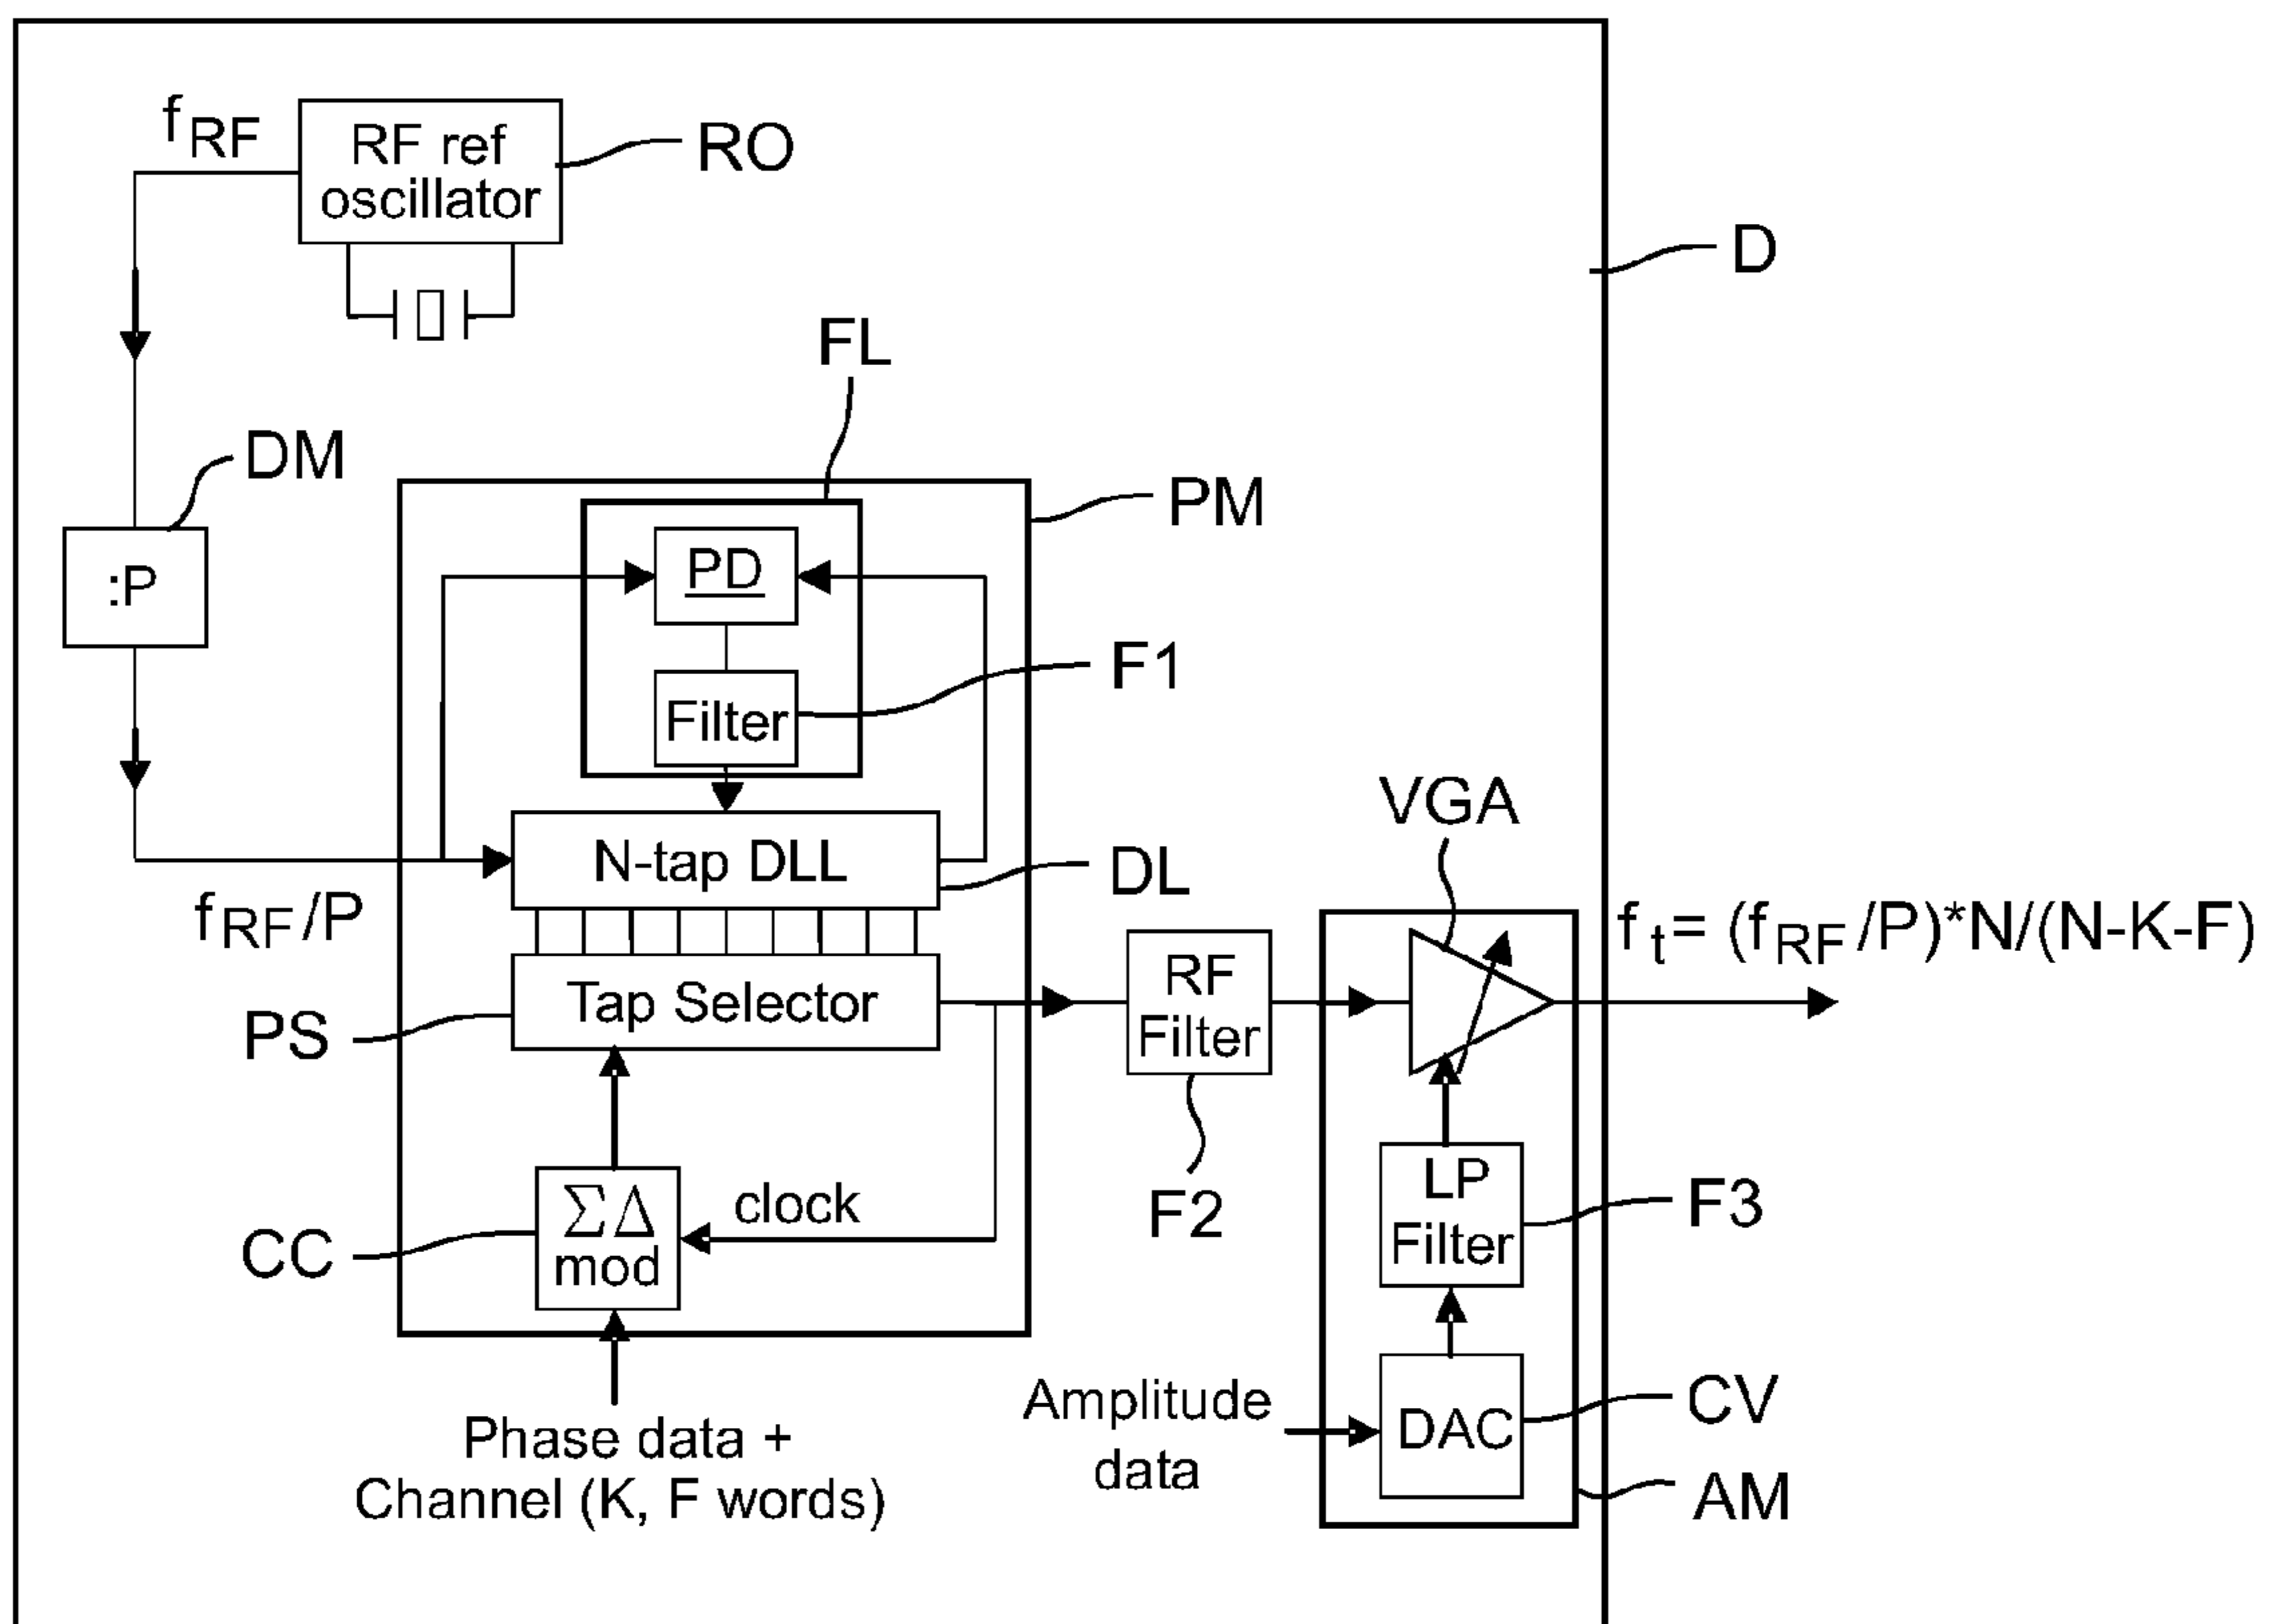 fRF
RF ref
oscillator
RO
D
FL
DM
PM
PD
:P
F1
Filter
VGA
N-tap DLL
DL
fRF/P
ft= (fRF/P)*N/(N-K-F)
RF
Filter
Tap Selector
PS
LP
Filter
ΣΔ
mod
clock
F2
F3
CC
Amplitude
data
DAC
CV
Phase data +
Channel (K, F words)
AM